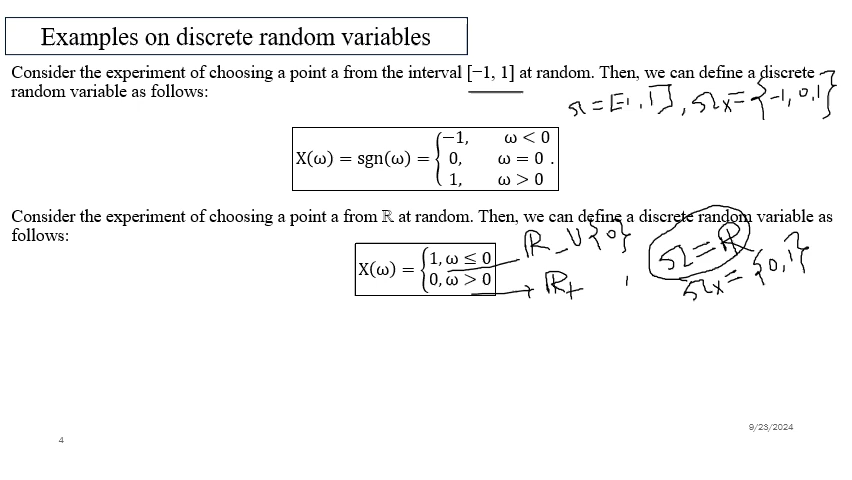 Examples on discrete random variables
Consider the experiment of choosing a point a from the interval [−1, 1] at random. Then, we can define a discrete
random variable as follows:
Ω = [-1, 1], Ωx = {-1, 0, 1}
X(ω) = sgn(ω) = { −1, ω < 0
0, ω = 0 .
1, ω > 0
Consider the experiment of choosing a point a from ℝ at random. Then, we can define a discrete random variable as
follows:
X(ω) = { 1, ω ≤ 0
0, ω > 0
ℝ_ ∪ {0}
→ ℝ+
Ω = ℝ
Ωx = {0, 1}
9/23/2024
4